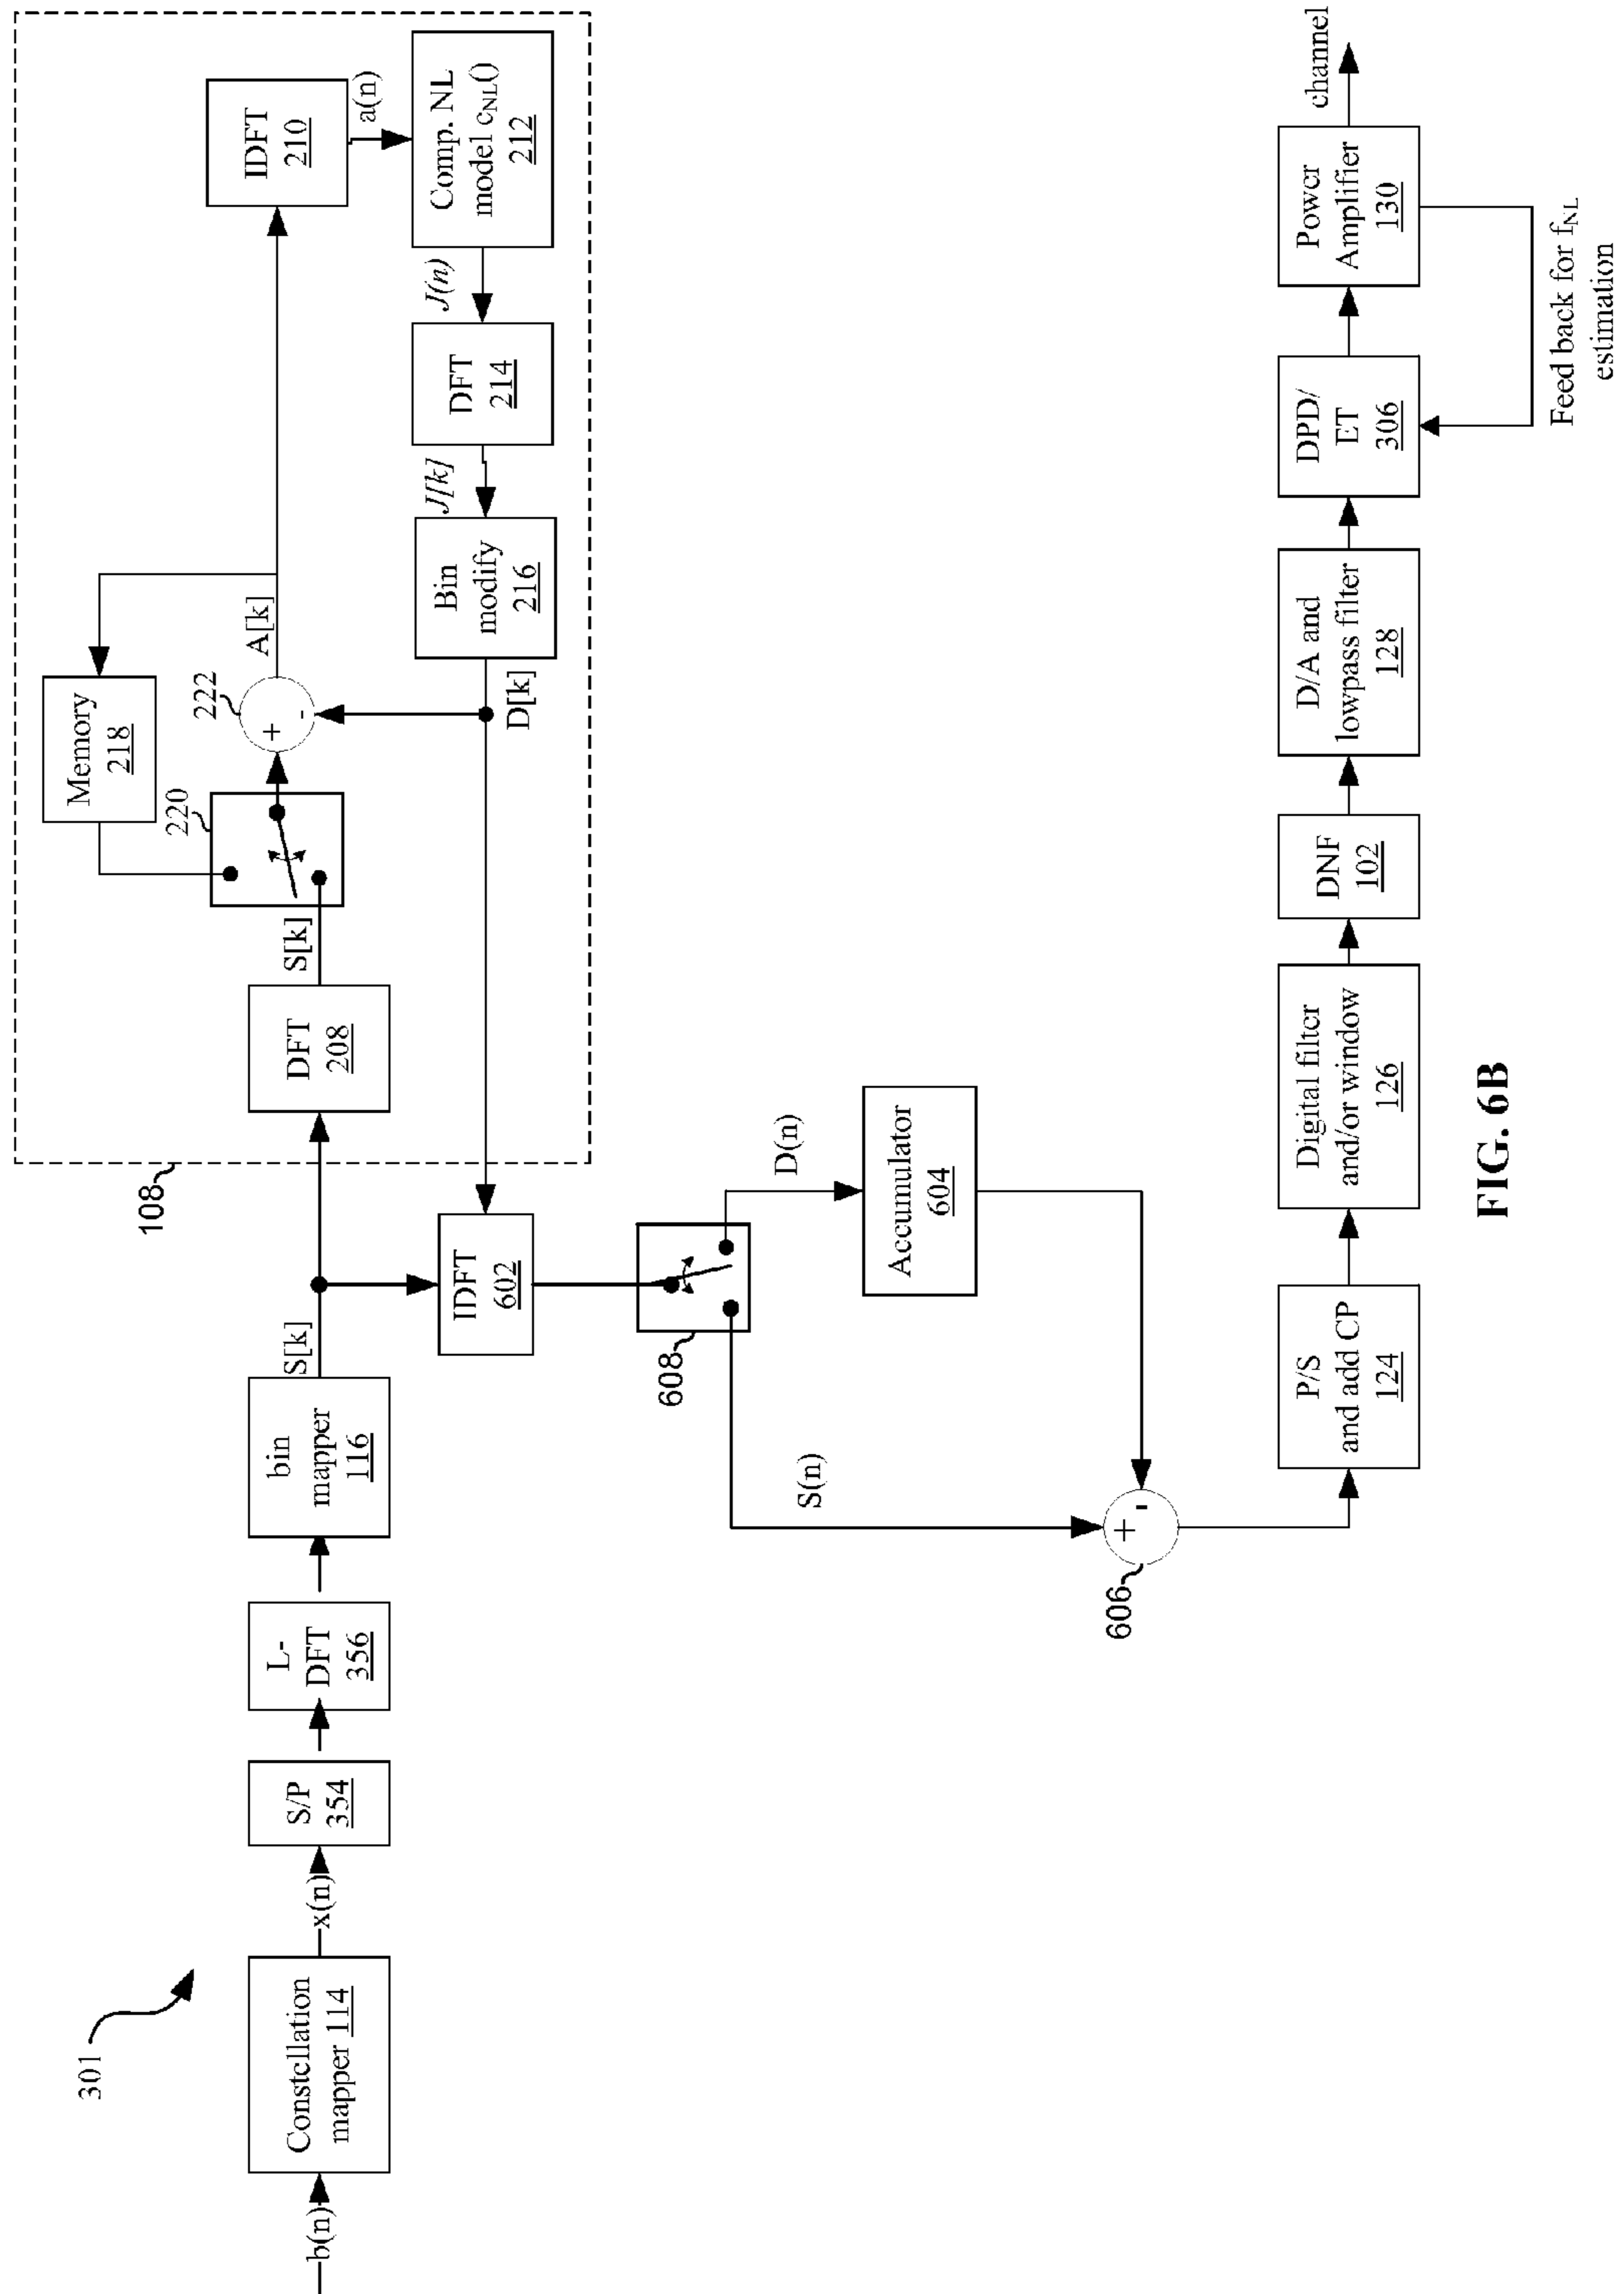 301
b(n)
Constellation
mapper 114
x(n)
S/P
354
L-
DFT
356
bin
mapper
116
S[k]
108
DFT
208
S[k]
220
Memory
218
222
+
-
A[k]
IDFT
210
a(n)
Comp. NL
model cNL()
212
J(n)
DFT
214
J[k]
Bin
modify
216
D[k]
IDFT
602
608
D(n)
Accumulator
604
S(n)
606
+
-
P/S
and add CP
124
Digital filter
and/or window
126
DNF
102
D/A and
lowpass filter
128
DPD/
ET
306
Power
Amplifier
130
channel
Feed back for fNL
estimation
FIG. 6B